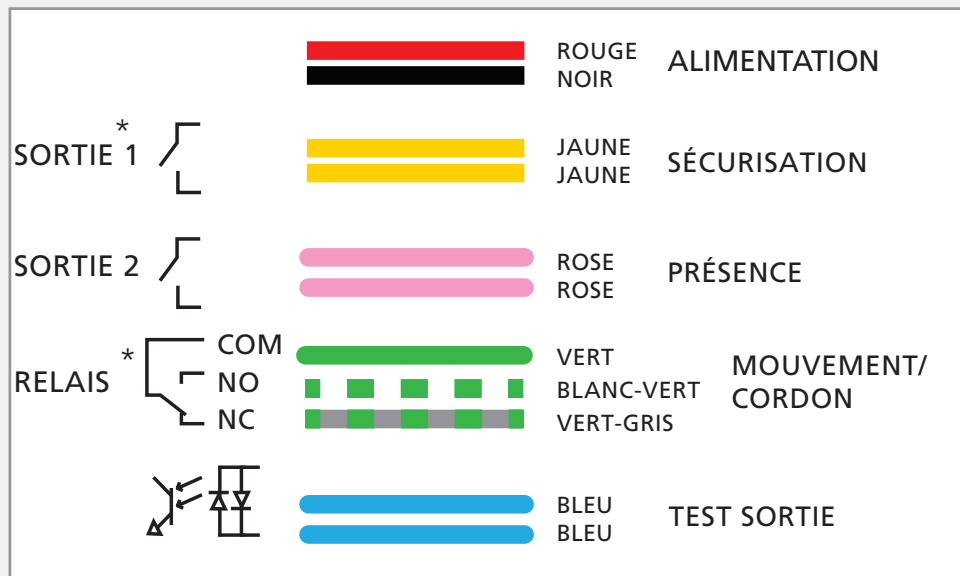 ROUGE
NOIR
ALIMENTATION
*
SORTIE 1
JAUNE
JAUNE
SÉCURISATION
SORTIE 2
ROSE
ROSE
PRÉSENCE
*
RELAIS
COM
NO
NC
VERT
BLANC-VERT
VERT-GRIS
MOUVEMENT/
CORDON
BLEU
BLEU
TEST SORTIE